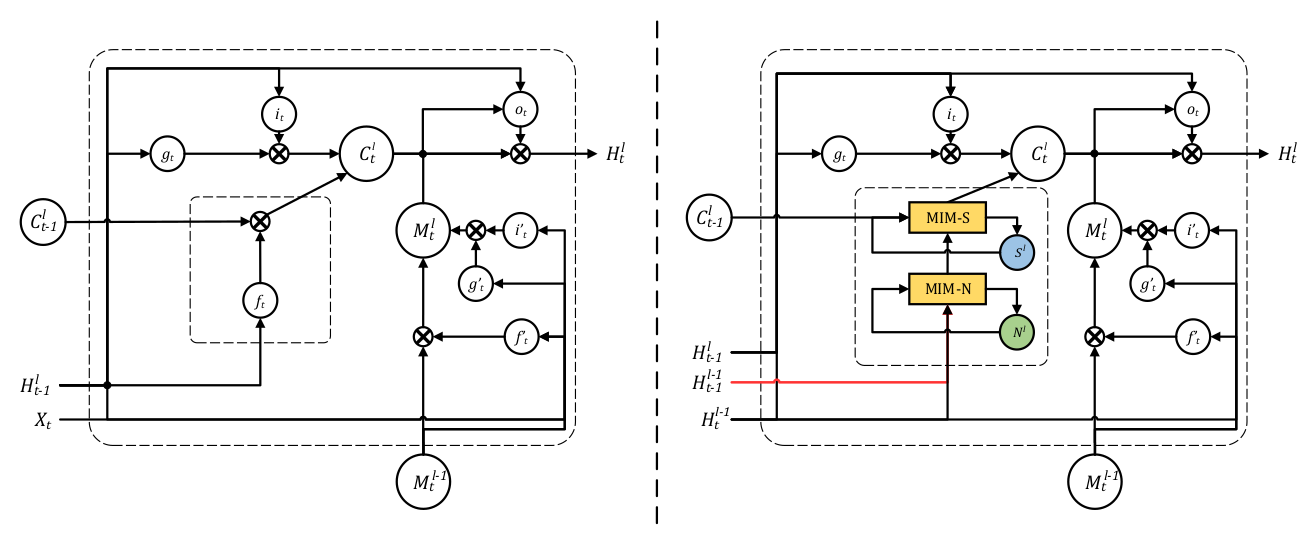 i_t
o_t
g_t
C_t^l
H_t^l
C_{t-1}^l
M_t^l
i'_t
g'_t
f_t
f'_t
H_{t-1}^l
X_t
M_t^{l-1}
i_t
o_t
g_t
C_t^l
H_t^l
C_{t-1}^l
MIM-S
M_t^l
i'_t
S^l
g'_t
MIM-N
N^l
f'_t
H_{t-1}^l
H_{t-1}^{l-1}
H_t^{l-1}
M_t^{l-1}